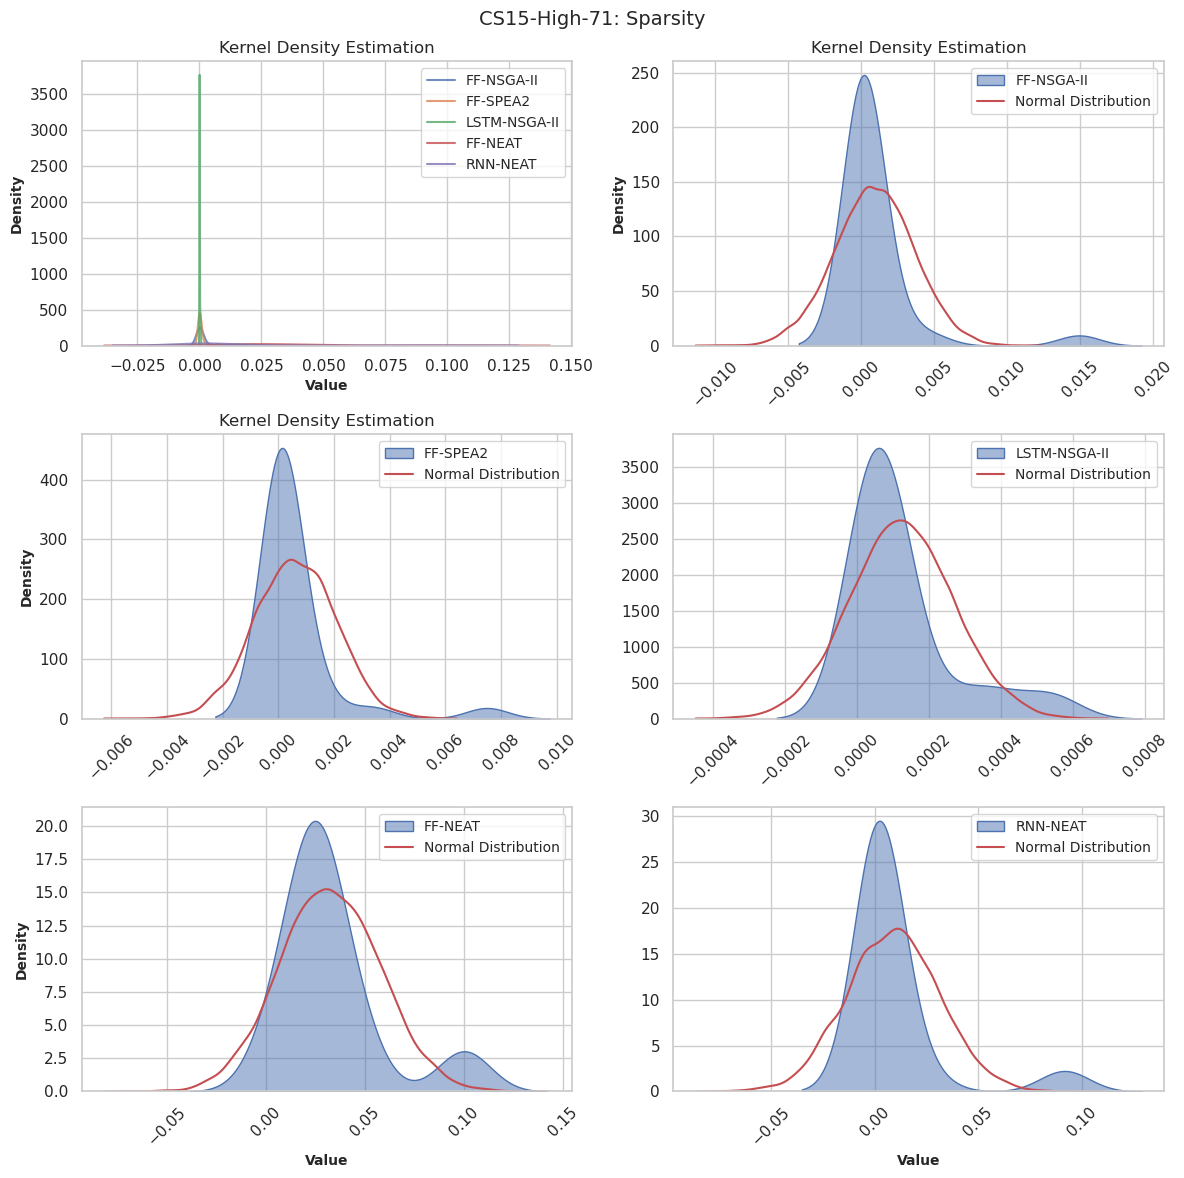 CS15-High-71: Sparsity
Kernel Density Estimation
3500
3000
2500
2000
1500
1000
500
0
Density
−0.025 0.000 0.025 0.050 0.075 0.100 0.125 0.150
Value
FF-NSGA-II
FF-SPEA2
LSTM-NSGA-II
FF-NEAT
RNN-NEAT
Kernel Density Estimation
250
200
150
100
50
0
Density
−0.010 −0.005 0.000 0.005 0.010 0.015 0.020
FF-NSGA-II
Normal Distribution
Kernel Density Estimation
400
300
200
100
0
Density
−0.006 −0.004 −0.002 0.000 0.002 0.004 0.006 0.008 0.010
FF-SPEA2
Normal Distribution
3500
3000
2500
2000
1500
1000
500
0
−0.0004 −0.0002 0.0000 0.0002 0.0004 0.0006 0.0008
LSTM-NSGA-II
Normal Distribution
20.0
17.5
15.0
12.5
10.0
7.5
5.0
2.5
0.0
Density
−0.05 0.00 0.05 0.10 0.15
Value
FF-NEAT
Normal Distribution
30
25
20
15
10
5
0
−0.05 0.00 0.05 0.10
Value
RNN-NEAT
Normal Distribution